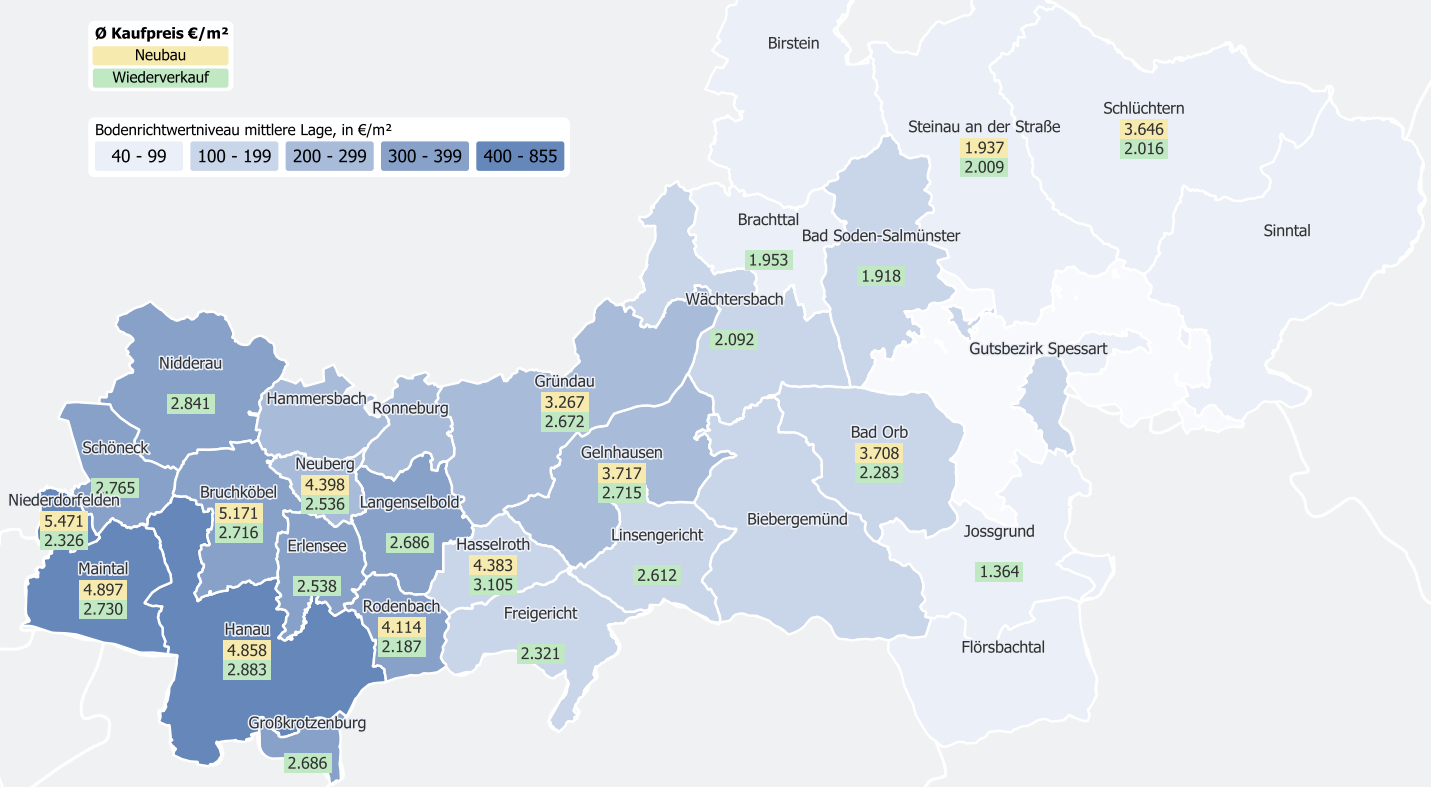 Ø Kaufpreis €/m²
Neubau
Wiederverkauf
Bodenrichtwertniveau mittlere Lage, in €/m²
40 - 99
100 - 199
200 - 299
300 - 399
400 - 855
Birstein
Schlüchtern
3.646
2.016
Steinau an der Straße
1.937
2.009
Brachttal
1.953
Bad Soden-Salmünster
1.918
Sinntal
Wächtersbach
2.092
Gutsbezirk Spessart
Nidderau
2.841
Hammersbach
Ronneburg
Gründau
3.267
2.672
Schöneck
2.765
Gelnhausen
3.717
2.715
Bad Orb
3.708
2.283
Neuberg
4.398
2.536
Niederdorfelden
5.471
2.326
Bruchköbel
5.171
2.716
Langenselbold
2.686
Erlensee
2.538
Hasselroth
4.383
3.105
Linsengericht
2.612
Biebergemünd
Jossgrund
1.364
Maintal
4.897
2.730
Rodenbach
4.114
2.187
Freigericht
2.321
Hanau
4.858
2.883
Flörsbachtal
Großkrotzenburg
2.686